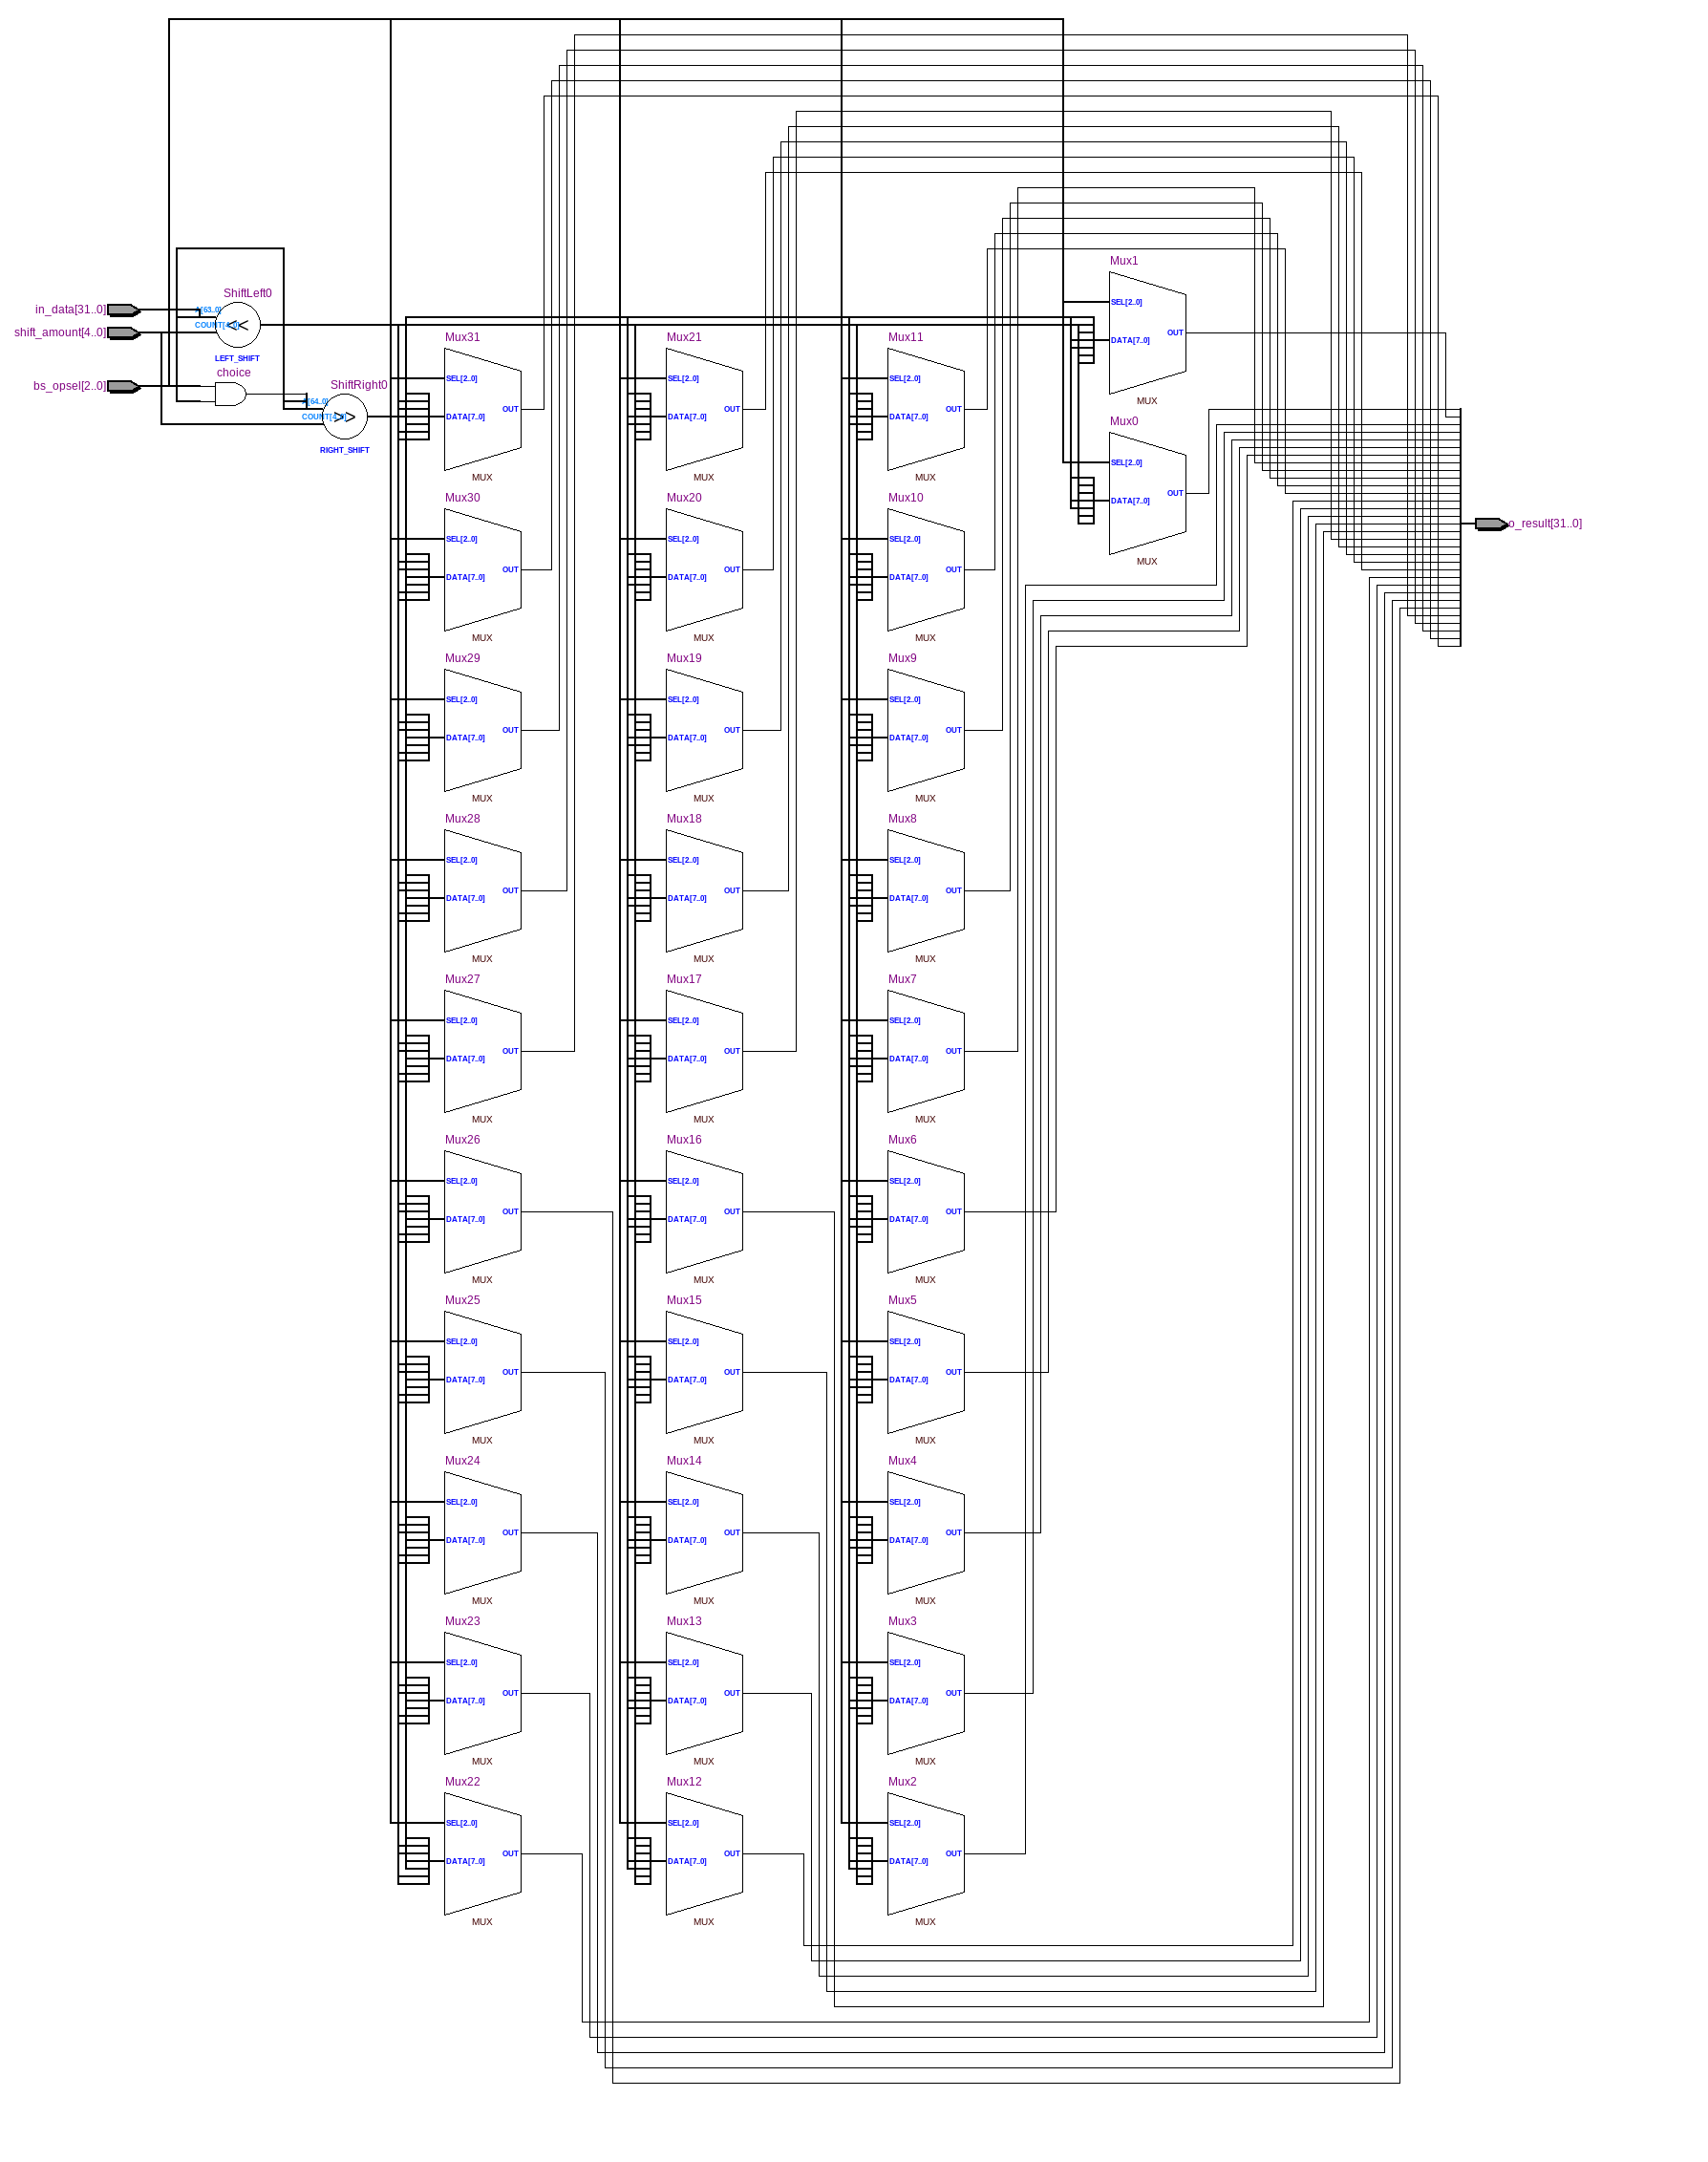 in_data[31..0]
shift_amount[4..0]
bs_opsel[2..0]
ShiftLeft0
A[63..0]
COUNT[4..0]
<<
LEFT_SHIFT
choice
ShiftRight0
A[64..0]
COUNT[4..0]
>>
RIGHT_SHIFT
Mux31
SEL[2..0]
DATA[7..0]
OUT
MUX
Mux30
SEL[2..0]
DATA[7..0]
OUT
MUX
Mux29
SEL[2..0]
DATA[7..0]
OUT
MUX
Mux28
SEL[2..0]
DATA[7..0]
OUT
MUX
Mux27
SEL[2..0]
DATA[7..0]
OUT
MUX
Mux26
SEL[2..0]
DATA[7..0]
OUT
MUX
Mux25
SEL[2..0]
DATA[7..0]
OUT
MUX
Mux24
SEL[2..0]
DATA[7..0]
OUT
MUX
Mux23
SEL[2..0]
DATA[7..0]
OUT
MUX
Mux22
SEL[2..0]
DATA[7..0]
OUT
MUX
Mux21
SEL[2..0]
DATA[7..0]
OUT
MUX
Mux20
SEL[2..0]
DATA[7..0]
OUT
MUX
Mux19
SEL[2..0]
DATA[7..0]
OUT
MUX
Mux18
SEL[2..0]
DATA[7..0]
OUT
MUX
Mux17
SEL[2..0]
DATA[7..0]
OUT
MUX
Mux16
SEL[2..0]
DATA[7..0]
OUT
MUX
Mux15
SEL[2..0]
DATA[7..0]
OUT
MUX
Mux14
SEL[2..0]
DATA[7..0]
OUT
MUX
Mux13
SEL[2..0]
DATA[7..0]
OUT
MUX
Mux12
SEL[2..0]
DATA[7..0]
OUT
MUX
Mux11
SEL[2..0]
DATA[7..0]
OUT
MUX
Mux10
SEL[2..0]
DATA[7..0]
OUT
MUX
Mux9
SEL[2..0]
DATA[7..0]
OUT
MUX
Mux8
SEL[2..0]
DATA[7..0]
OUT
MUX
Mux7
SEL[2..0]
DATA[7..0]
OUT
MUX
Mux6
SEL[2..0]
DATA[7..0]
OUT
MUX
Mux5
SEL[2..0]
DATA[7..0]
OUT
MUX
Mux4
SEL[2..0]
DATA[7..0]
OUT
MUX
Mux3
SEL[2..0]
DATA[7..0]
OUT
MUX
Mux2
SEL[2..0]
DATA[7..0]
OUT
MUX
Mux1
SEL[2..0]
DATA[7..0]
OUT
MUX
Mux0
SEL[2..0]
DATA[7..0]
OUT
MUX
o_result[31..0]